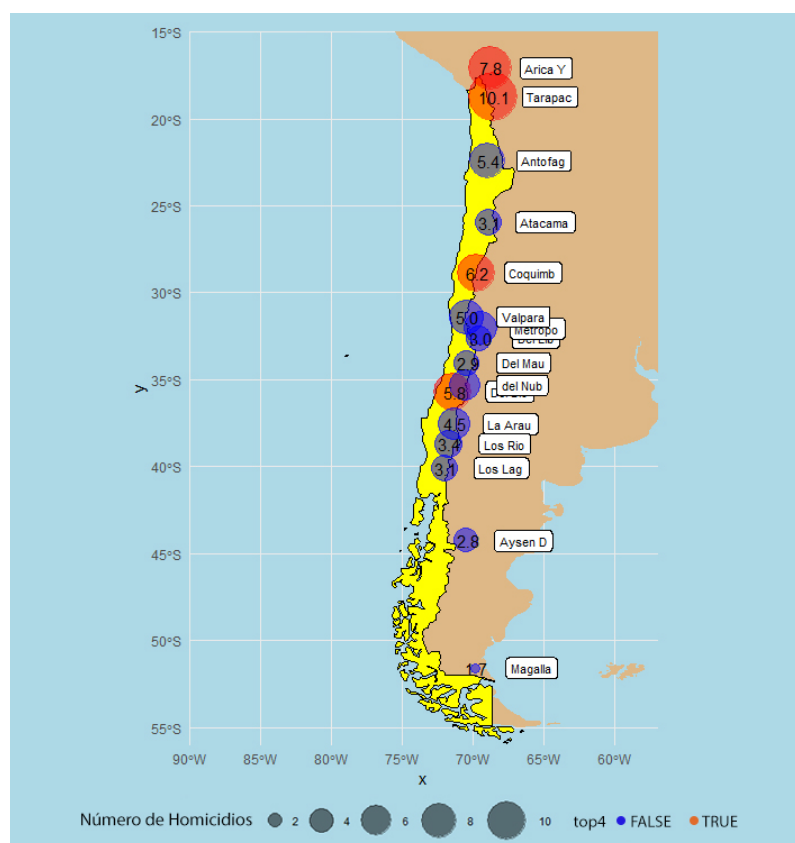 15°S
7.8 Arica Y
10.1 Tarapac
20°S
5.4 Antofag
25°S
3.1 Atacama
6.2 Coquimb
30°S
5.0 Valpara
Metropo
3.0
2.9 Del Mau
35°S
del Nub
5.8
4.5 La Arau
3.4 Los Rio
40°S
3.1 Los Lag
2.8 Aysen D
45°S
50°S
1.7 Magalla
55°S
y
90°W 85°W 80°W 75°W 70°W 65°W 60°W
x
Número de Homicidios 2 4 6 8 10 top4 FALSE TRUE